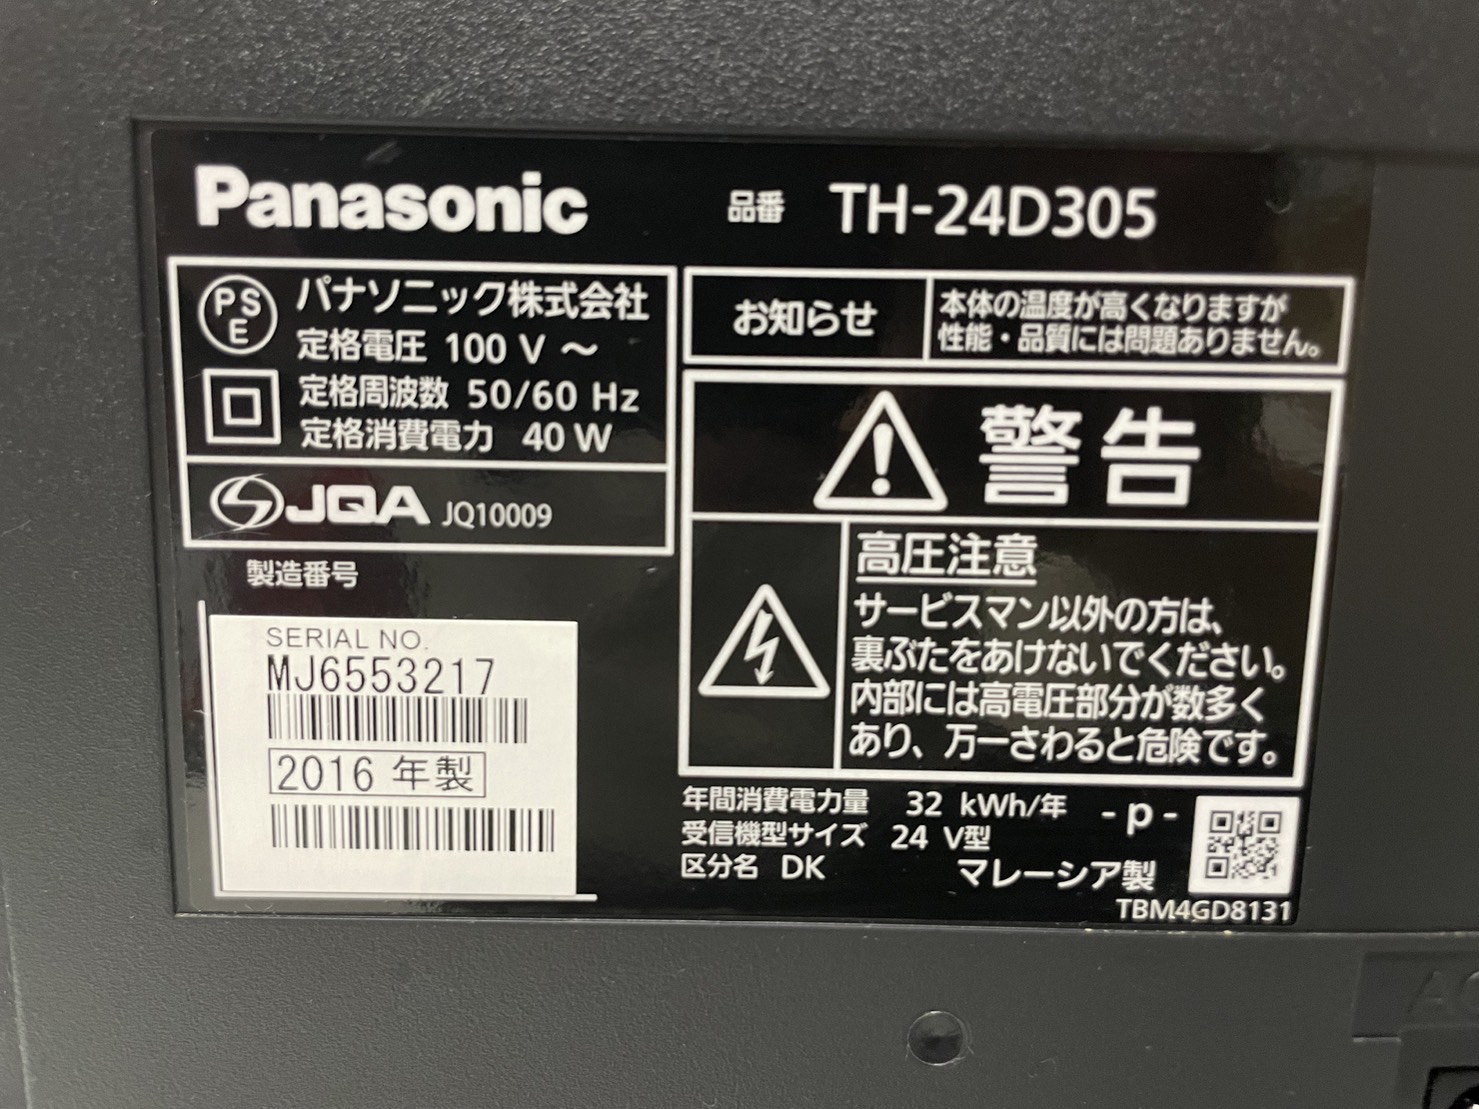 Panasonic
品番 TH-24D305
PSE
パナソニック株式会社
定格電圧 100 V ～
定格周波数 50/60 Hz
定格消費電力 40 W
JQA JQ10009
製造番号
SERIAL NO.
MJ6553217
2016 年製
お知らせ
本体の温度が高くなりますが
性能・品質には問題ありません。
警告
高圧注意
サービスマン以外の方は、
裏ぶたをあけないでください。
内部には高電圧部分が数多く
あり、万一さわると危険です。
年間消費電力量 32 kWh/年 - p -
受信機型サイズ 24 V型
区分名 DK マレーシア製
TBM4GD8131